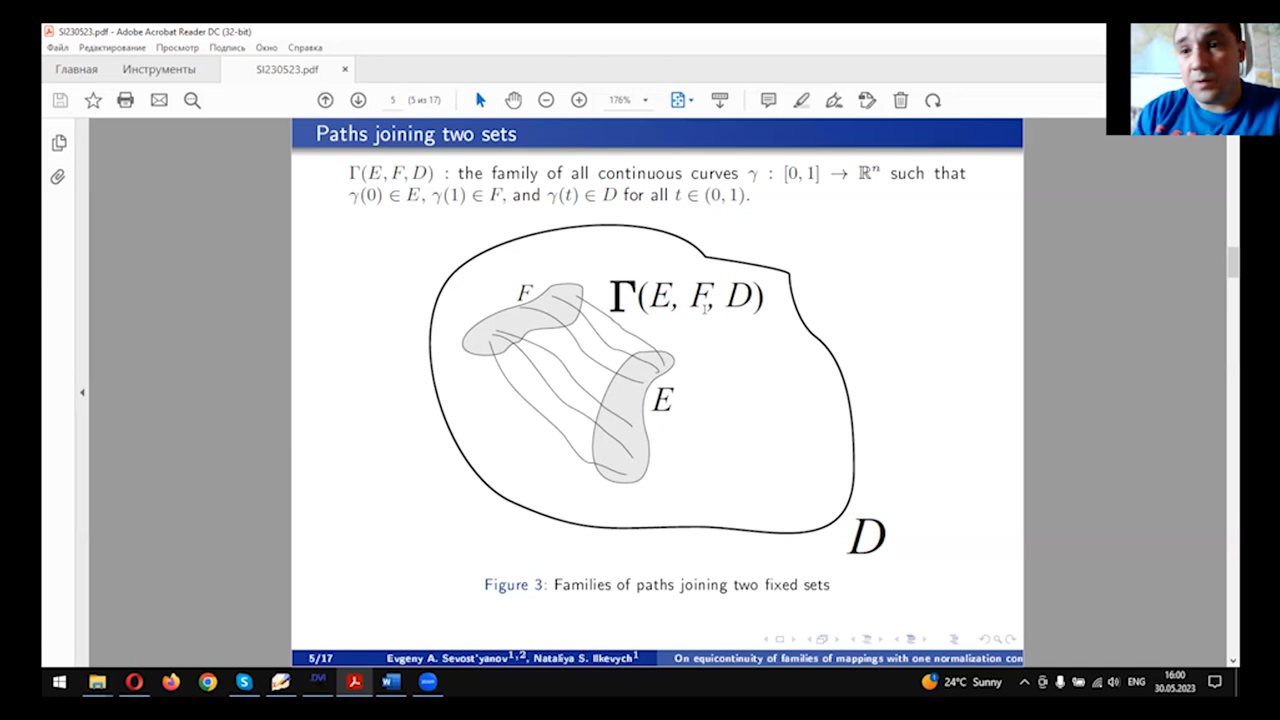 SI230523.pdf - Adobe Acrobat Reader DC (32-bit)
Файл Редактирование Просмотр Подпись Окно Справка
Главная Инструменты SI230523.pdf ×
5 (5 из 17) 176%
Paths joining two sets
Γ(E, F, D) : the family of all continuous curves γ : [0, 1] → ℝⁿ such that
γ(0) ∈ E, γ(1) ∈ F, and γ(t) ∈ D for all t ∈ (0, 1).
F
Γ(E, F, D)
E
D
Figure 3: Families of paths joining two fixed sets
5/17 Evgeny A. Sevost'yanov¹,², Nataliya S. Ilkevych¹ On equicontinuity of families of mappings with one normalization con
.DVI 24°C Sunny ENG 16:00
30.05.2023